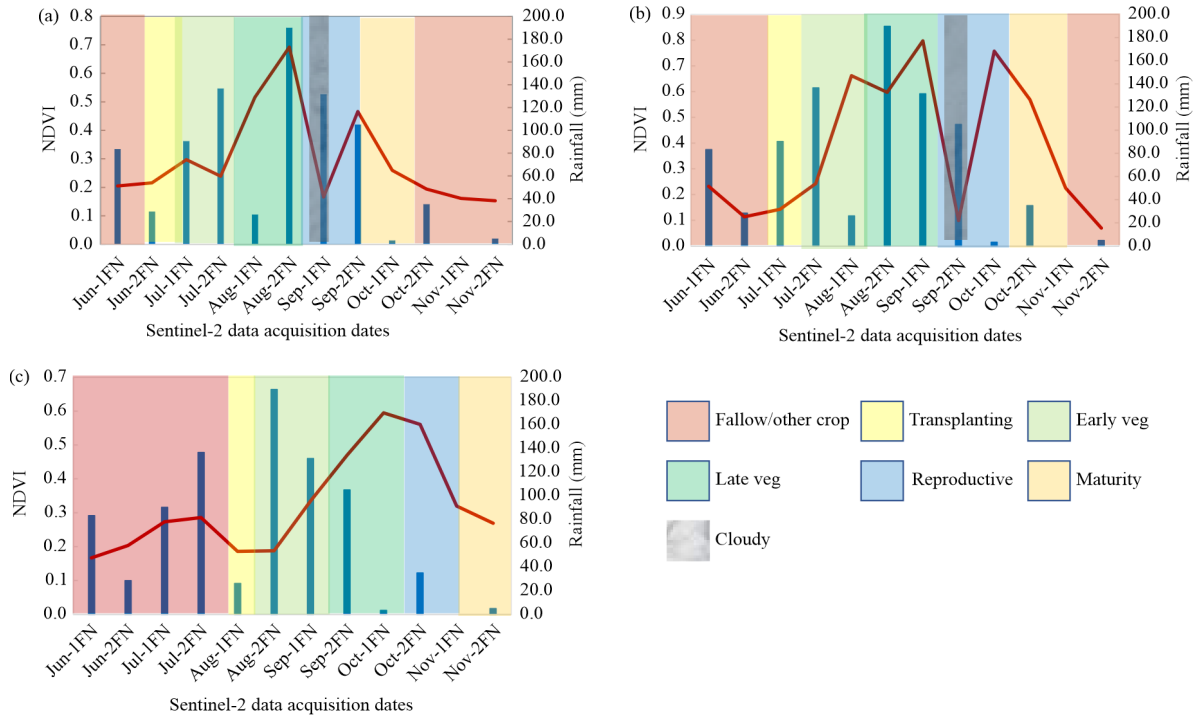 (a)
0.8
0.7
0.6
0.5
0.4
0.3
0.2
0.1
0.0
NDVI
200.0
180.0
160.0
140.0
120.0
100.0
80.0
60.0
40.0
20.0
0.0
Rainfall (mm)
Jun-1FN
Jun-2FN
Jul-1FN
Jul-2FN
Aug-1FN
Aug-2FN
Sep-1FN
Sep-2FN
Oct-1FN
Oct-2FN
Nov-1FN
Nov-2FN
Sentinel-2 data acquisition dates
(b)
0.9
0.8
0.7
0.6
0.5
0.4
0.3
0.2
0.1
0.0
NDVI
200.0
180.0
160.0
140.0
120.0
100.0
80.0
60.0
40.0
20.0
0.0
Rainfall (mm)
Jun-1FN
Jun-2FN
Jul-1FN
Jul-2FN
Aug-1FN
Aug-2FN
Sep-1FN
Sep-2FN
Oct-1FN
Oct-2FN
Nov-1FN
Nov-2FN
Sentinel-2 data acquisition dates
(c)
0.7
0.6
0.5
0.4
0.3
0.2
0.1
0.0
NDVI
200.0
180.0
160.0
140.0
120.0
100.0
80.0
60.0
40.0
20.0
0.0
Rainfall (mm)
Jun-1FN
Jun-2FN
Jul-1FN
Jul-2FN
Aug-1FN
Aug-2FN
Sep-1FN
Sep-2FN
Oct-1FN
Oct-2FN
Nov-1FN
Nov-2FN
Sentinel-2 data acquisition dates
Fallow/other crop
Transplanting
Early veg
Late veg
Reproductive
Maturity
Cloudy